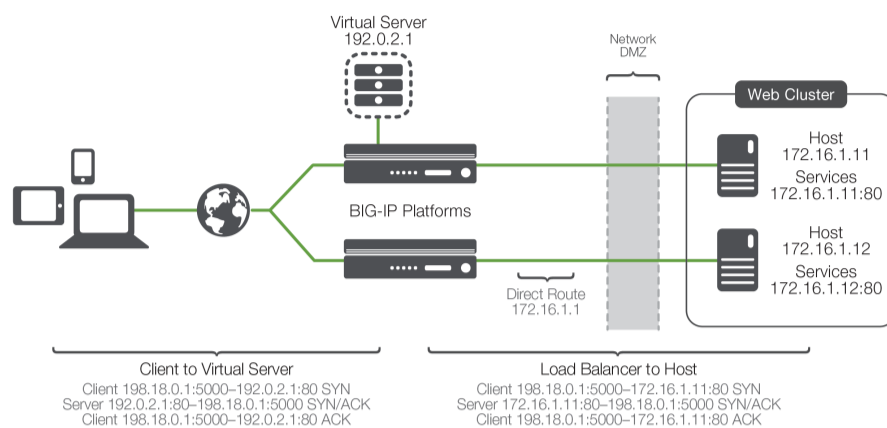 Virtual Server
192.0.2.1
Network
DMZ
Web Cluster
Host
172.16.1.11
Services
172.16.1.11:80
BIG-IP Platforms
Host
172.16.1.12
Services
172.16.1.12:80
Direct Route
172.16.1.1
Client to Virtual Server
Client 198.18.0.1:5000–192.0.2.1:80 SYN
Server 192.0.2.1:80–198.18.0.1:5000 SYN/ACK
Client 198.18.0.1:5000–192.0.2.1:80 ACK
Load Balancer to Host
Client 198.18.0.1:5000–172.16.1.11:80 SYN
Server 172.16.1.11:80–198.18.0.1:5000 SYN/ACK
Client 198.18.0.1:5000–172.16.1.11:80 ACK